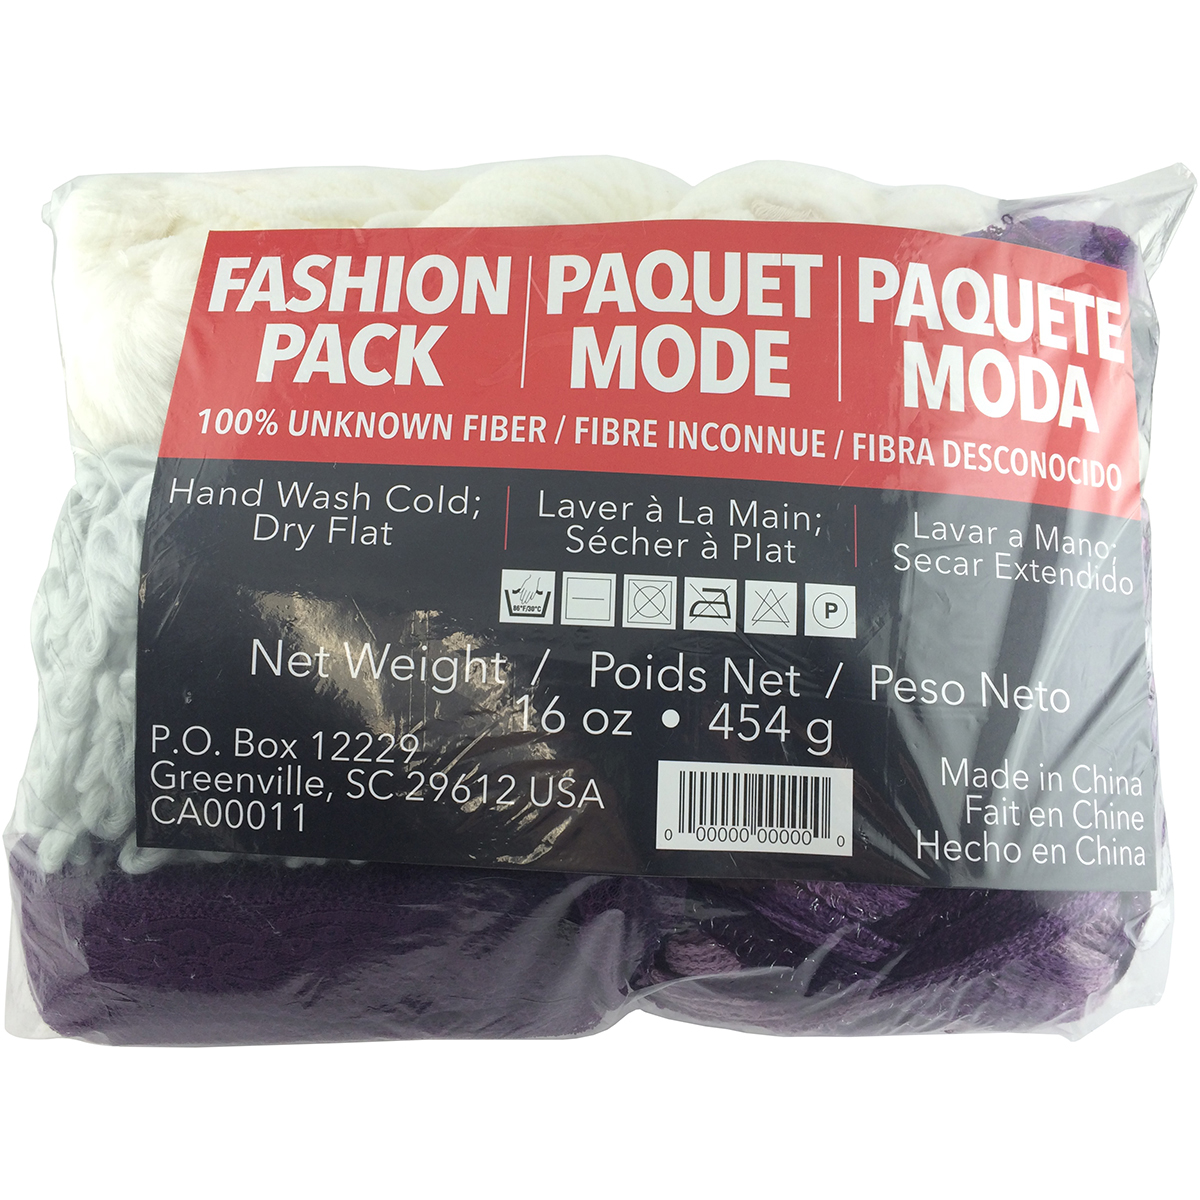 FASHION PACK
PAQUET MODE
PAQUETE MODA
100% UNKNOWN FIBER / FIBRE INCONNUE / FIBRA DESCONOCIDO
Hand Wash Cold;
Dry Flat
Laver à La Main;
Sécher à Plat
Lavar a Mano;
Secar Extendido
86°F/30°C
P
Net Weight / Poids Net / Peso Neto
16 oz • 454 g
P.O. Box 12229
Greenville, SC 29612 USA
CA00011
0 00000 00000 0
Made in China
Fait en Chine
Hecho en China